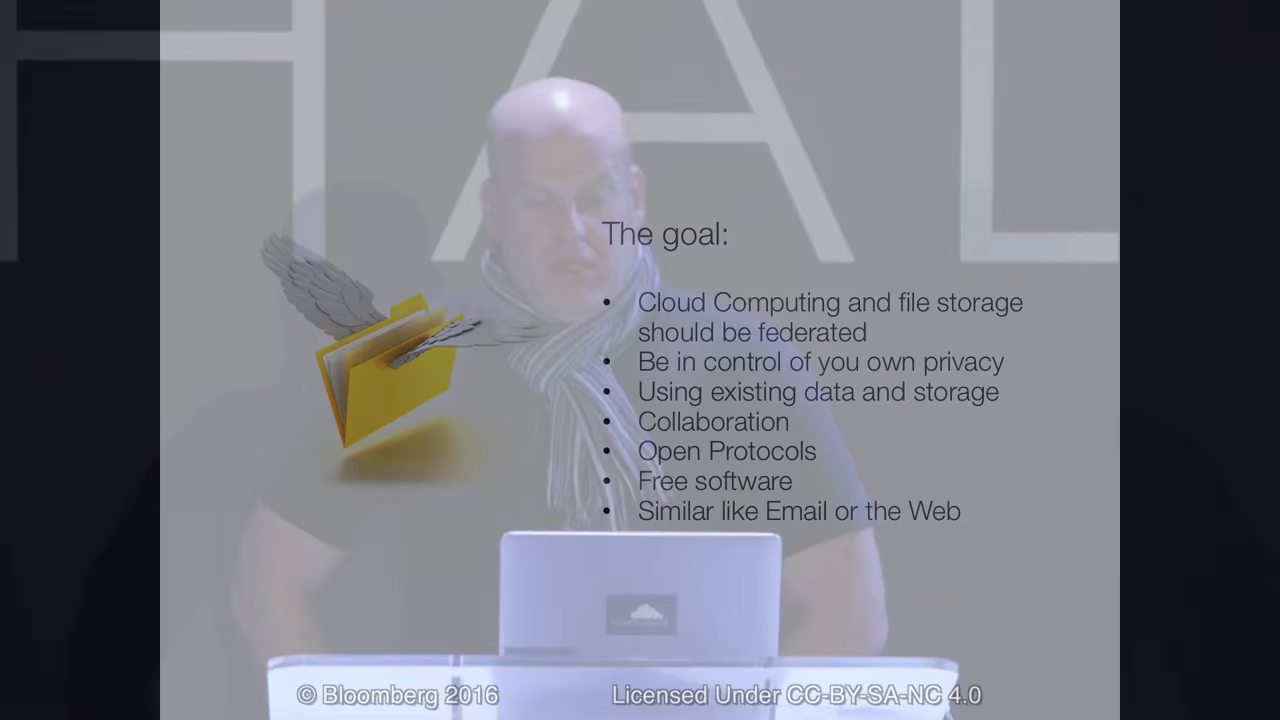 HAL
The goal:
• Cloud Computing and file storage
should be federated
• Be in control of you own privacy
• Using existing data and storage
• Collaboration
• Open Protocols
• Free software
• Similar like Email or the Web
© Bloomberg 2016 Licensed Under CC-BY-SA-NC 4.0